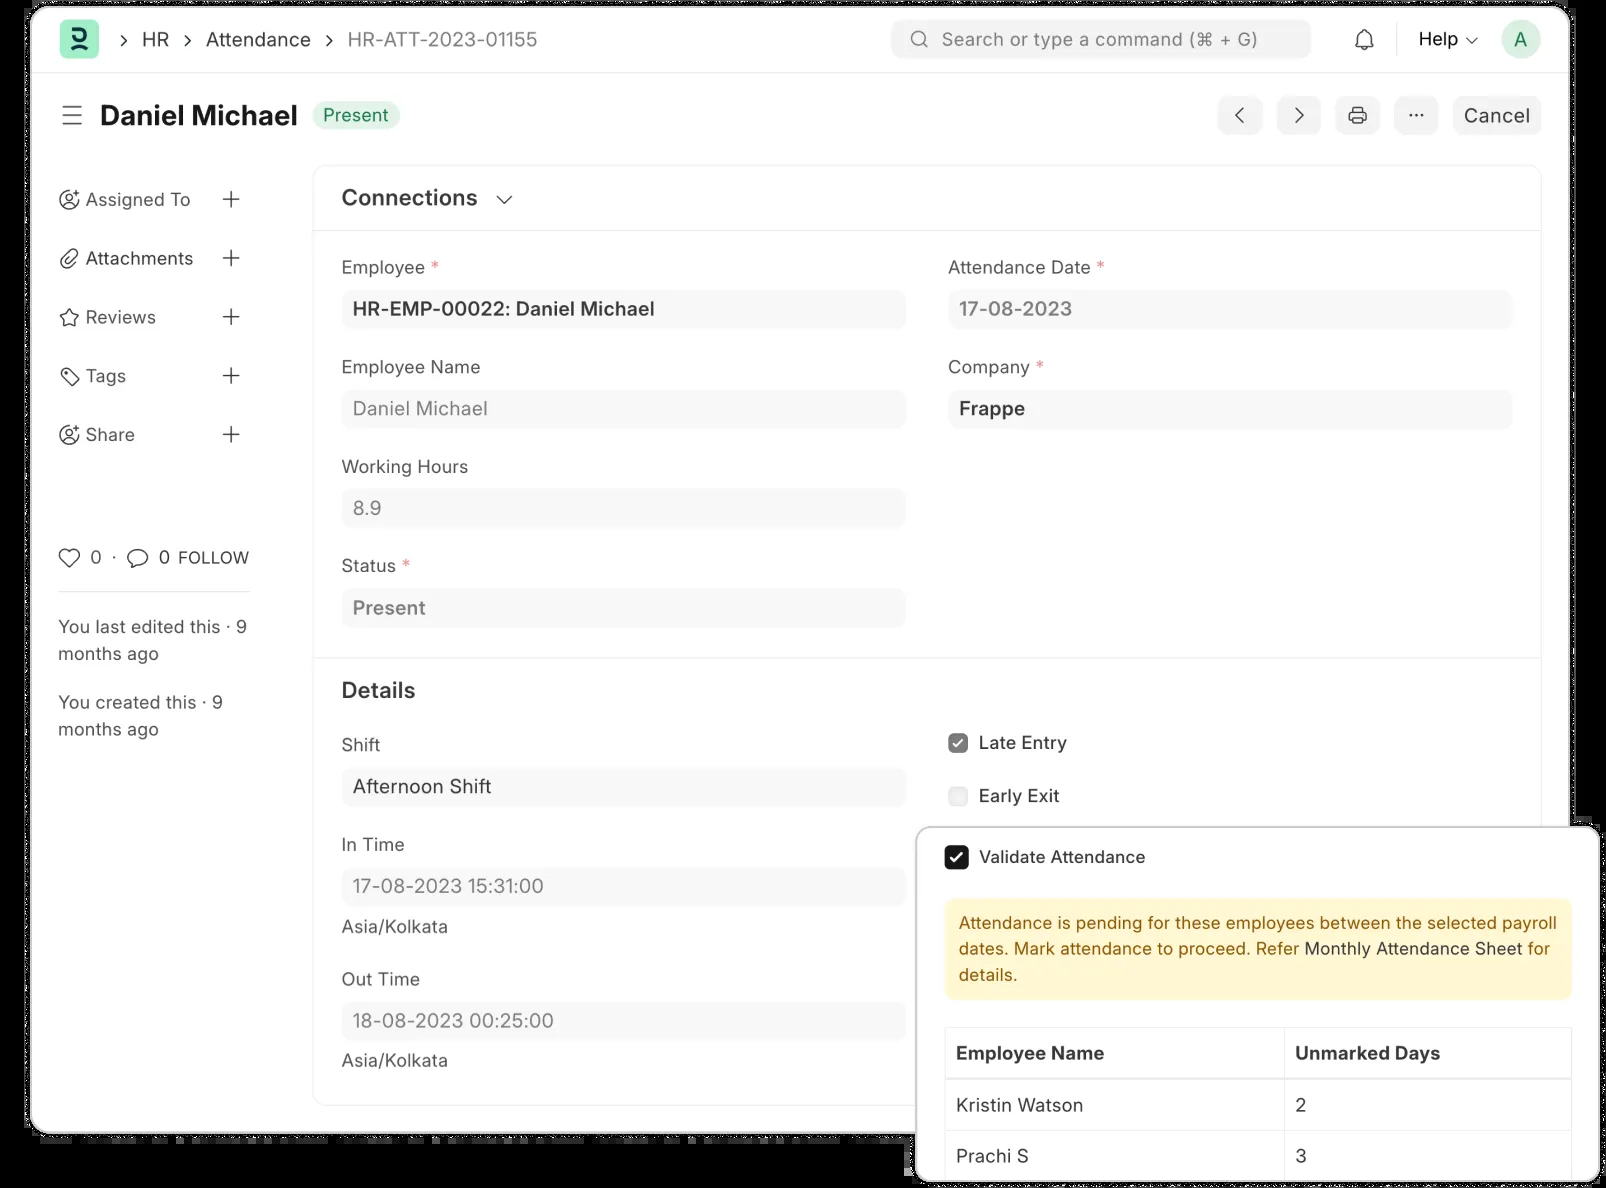 HR
Attendance
HR-ATT-2023-01155
Search or type a command (⌘ + G)
Help
A
Daniel Michael
Present
Cancel
Assigned To
Attachments
Reviews
Tags
Share
0 · 0 FOLLOW
You last edited this · 9
months ago
You created this · 9
months ago
Connections
Employee *
HR-EMP-00022: Daniel Michael
Attendance Date *
17-08-2023
Employee Name
Daniel Michael
Company *
Frappe
Working Hours
8.9
Status *
Present
Details
Shift
Afternoon Shift
In Time
17-08-2023 15:31:00
Asia/Kolkata
Out Time
18-08-2023 00:25:00
Asia/Kolkata
Late Entry
Early Exit
Validate Attendance
Attendance is pending for these employees between the selected payroll
dates. Mark attendance to proceed. Refer Monthly Attendance Sheet for
details.
Employee Name Unmarked Days
Kristin Watson 2
Prachi S 3